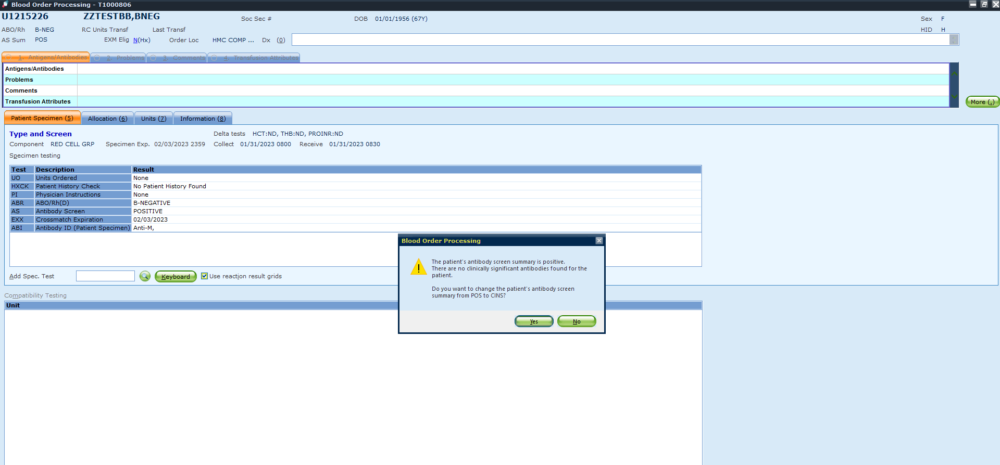 Blood Order Processing - T1000806
U1215226 ZZTESTBB,BNEG Soc Sec # DOB 01/01/1956 (67Y) Sex F
ABO/Rh B-NEG RC Units Transf Last Transf HID H
AS Sum POS EXM Elig N(Hx) Order Loc HMC COMP ... Dx (0)
1. Antigens/Antibodies 2. Problems 3. Comments 4. Transfusion Attributes
Antigens/Antibodies
Problems
Comments
Transfusion Attributes
More (.)
Patient Specimen (5) Allocation (6) Units (7) Information (8)
Type and Screen Delta tests HCT:ND, THB:ND, PROINR:ND
Component RED CELL GRP Specimen Exp. 02/03/2023 2359 Collect 01/31/2023 0800 Receive 01/31/2023 0830
Specimen testing
Test Description Result
UO Units Ordered None
HXCK Patient History Check No Patient History Found
PI Physician Instructions None
ABR ABO/Rh(D) B-NEGATIVE
AS Antibody Screen POSITIVE
EXX Crossmatch Expiration 02/03/2023
ABI Antibody ID (Patient Specimen) Anti-M,
Add Spec. Test Keyboard Use reaction result grids
Compatibility Testing
Unit
Blood Order Processing
The patient's antibody screen summary is positive.
There are no clinically significant antibodies found for the
patient.
Do you want to change the patient's antibody screen
summary from POS to CINS?
Yes No